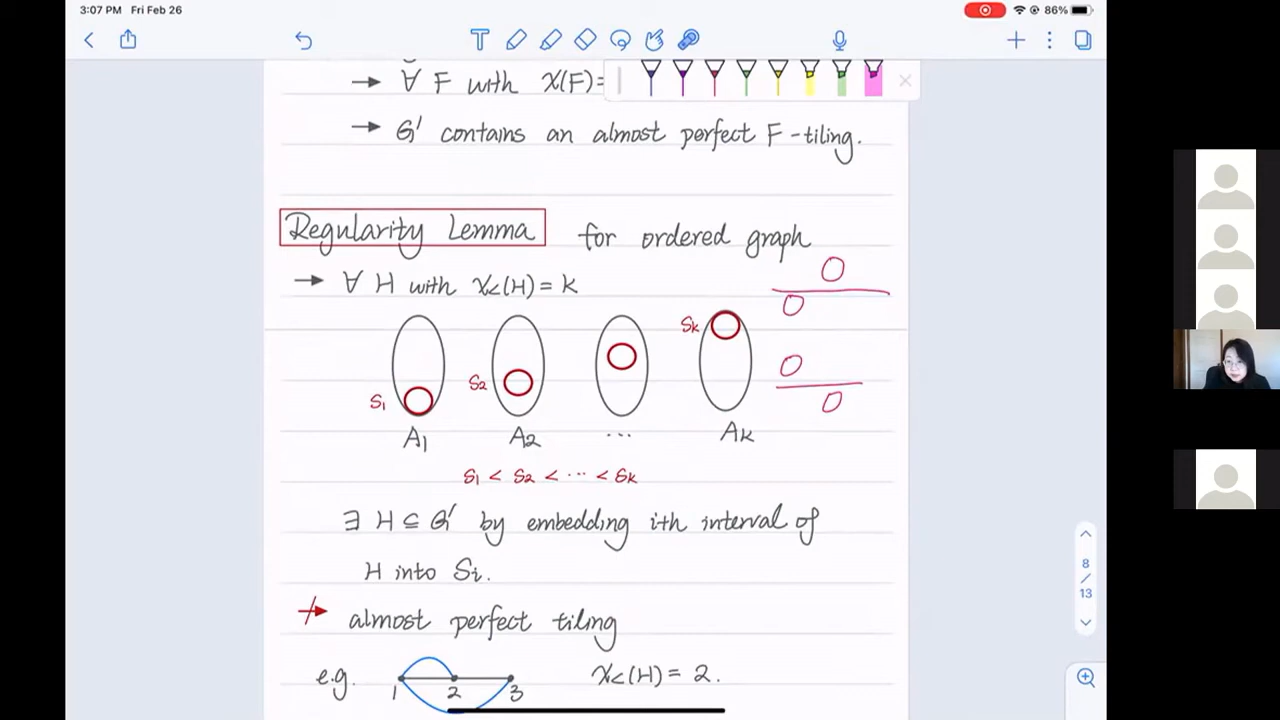 3:07 PM Fri Feb 26
86%
→ ∀ F with χ(F)=
→ G' contains an almost perfect F-tiling.
Regularity Lemma for ordered graph
→ ∀ H with χ<(H) = k
S1
S2
Sk
A1 A2 ... Ak
S1 < S2 < ... < Sk
∃ H ⊆ G' by embedding ith interval of
H into Si.
↛ almost perfect tiling
e.g. 1 2 3 χ<(H) = 2.
8
/
13